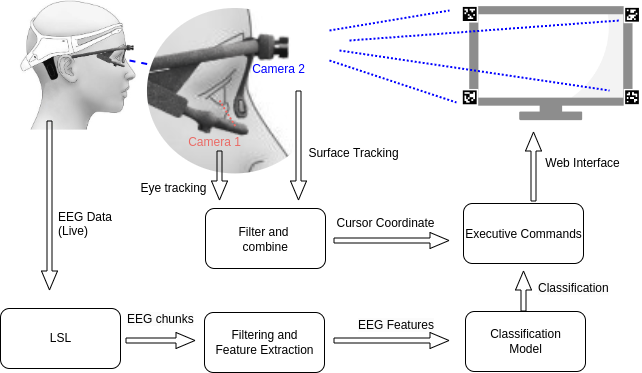 Camera 2
Camera 1
Surface Tracking
Eye tracking
Web Interface
EEG Data
(Live)
Filter and
combine
Cursor Coordinate
Executive Commands
Classification
EEG chunks
EEG Features
LSL
Filtering and
Feature Extraction
Classification
Model